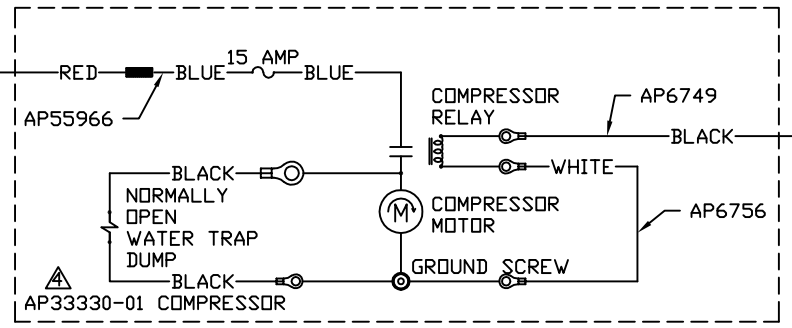 15 AMP
RED BLUE BLUE
AP55966
COMPRESSOR
RELAY
AP6749
BLACK
BLACK
WHITE
NORMALLY
OPEN
WATER TRAP
DUMP
M
COMPRESSOR
MOTOR
AP6756
BLACK
GROUND SCREW
4
AP33330-01 COMPRESSOR